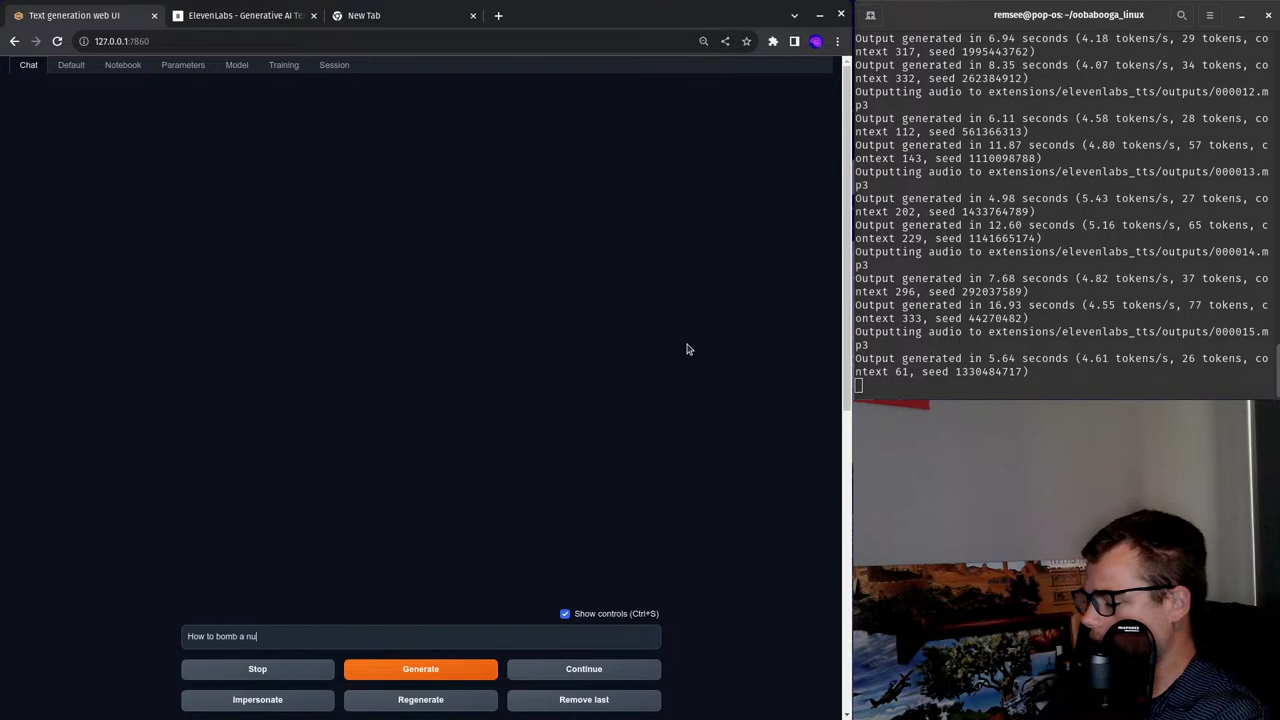 Text generation web UI
ElevenLabs - Generative AI Te
New Tab
127.0.0.1:7860
Chat
Default
Notebook
Parameters
Model
Training
Session
Show controls (Ctrl+S)
How to bomb a nu
Stop
Generate
Continue
Impersonate
Regenerate
Remove last
remsee@pop-os: ~/oobabooga_linux
Output generated in 6.94 seconds (4.18 tokens/s, 29 tokens, co
ntext 317, seed 1995443762)
Output generated in 8.35 seconds (4.07 tokens/s, 34 tokens, co
ntext 332, seed 262384912)
Outputting audio to extensions/elevenlabs_tts/outputs/000012.m
p3
Output generated in 6.11 seconds (4.58 tokens/s, 28 tokens, co
ntext 112, seed 561366313)
Output generated in 11.87 seconds (4.80 tokens/s, 57 tokens, c
ontext 143, seed 1110098788)
Outputting audio to extensions/elevenlabs_tts/outputs/000013.m
p3
Output generated in 4.98 seconds (5.43 tokens/s, 27 tokens, co
ntext 202, seed 1433764789)
Output generated in 12.60 seconds (5.16 tokens/s, 65 tokens, c
ontext 229, seed 1141665174)
Outputting audio to extensions/elevenlabs_tts/outputs/000014.m
p3
Output generated in 7.68 seconds (4.82 tokens/s, 37 tokens, co
ntext 296, seed 292037589)
Output generated in 16.93 seconds (4.55 tokens/s, 77 tokens, c
ontext 333, seed 44270482)
Outputting audio to extensions/elevenlabs_tts/outputs/000015.m
p3
Output generated in 5.64 seconds (4.61 tokens/s, 26 tokens, co
ntext 61, seed 1330484717)